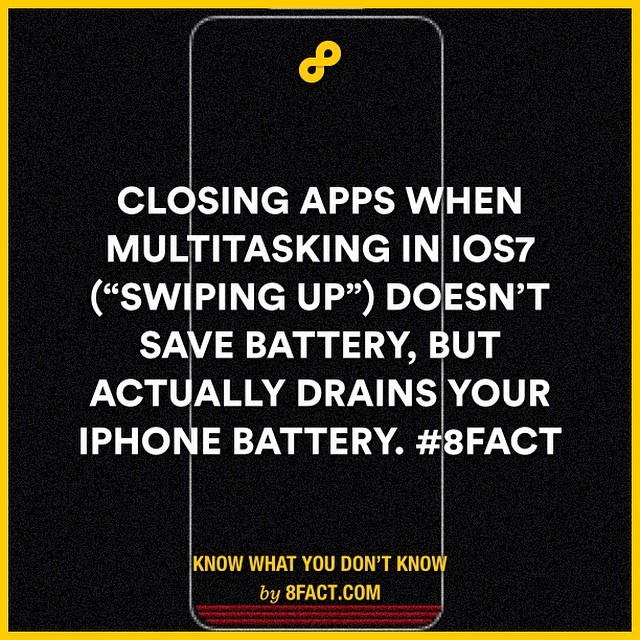 CLOSING APPS WHEN
MULTITASKING IN IOS7
(“SWIPING UP”) DOESN’T
SAVE BATTERY, BUT
ACTUALLY DRAINS YOUR
IPHONE BATTERY. #8FACT
KNOW WHAT YOU DON’T KNOW
by 8FACT.COM